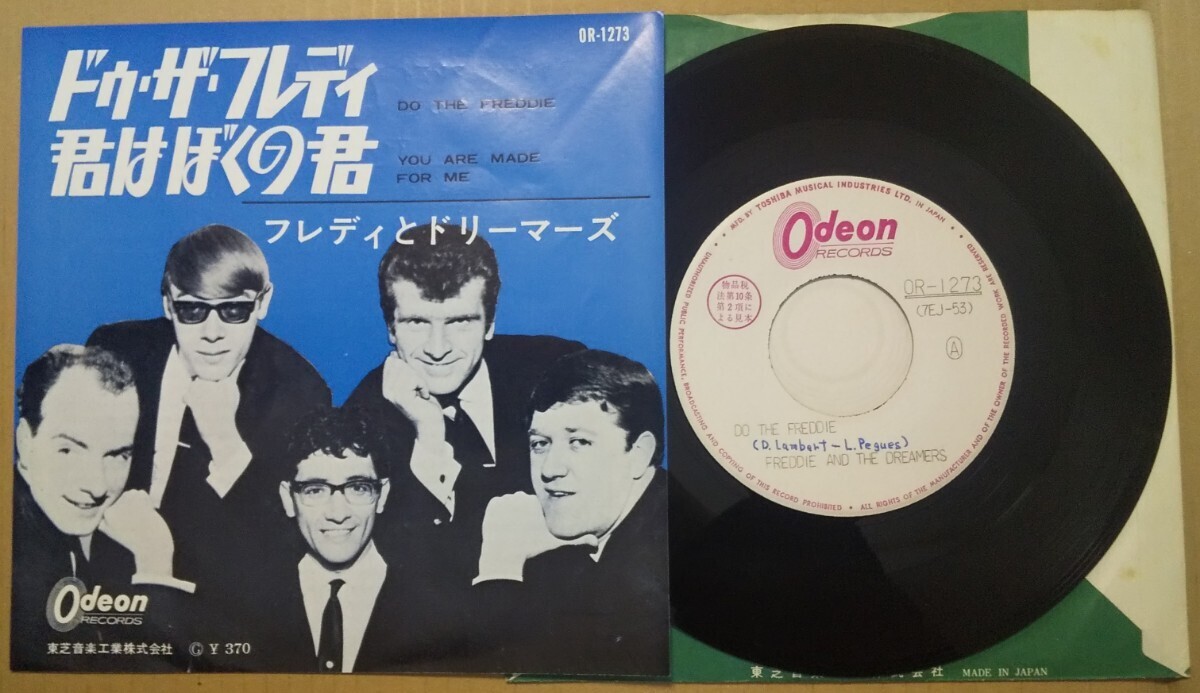 OR-1273
ドゥ・ザ・フレディ
DO THE FREDDIE
君はぼくの君
YOU ARE MADE
FOR ME
フレディとドリーマーズ
Odeon
RECORDS
東芝音楽工業株式会社 Ⓖ ¥ 370
MFD. BY TOSHIBA MUSICAL INDUSTRIES LTD. IN JAPAN
Odeon
RECORDS
物品税
法第10条
第2項に
よる見本
OR-1273
(7EJ-53)
A
DO THE FREDDIE
(D. Lambert - L. Pegues)
FREDDIE AND THE DREAMERS
UNAUTHORIZED PUBLIC PERFORMANCE, BROADCASTING AND COPYING OF THIS RECORD PROHIBITED • ALL RIGHTS OF THE MANUFACTURER AND OF THE OWNER OF THE RECORDED WORK ARE RESERVED
東芝音 株式会社 MADE IN JAPAN